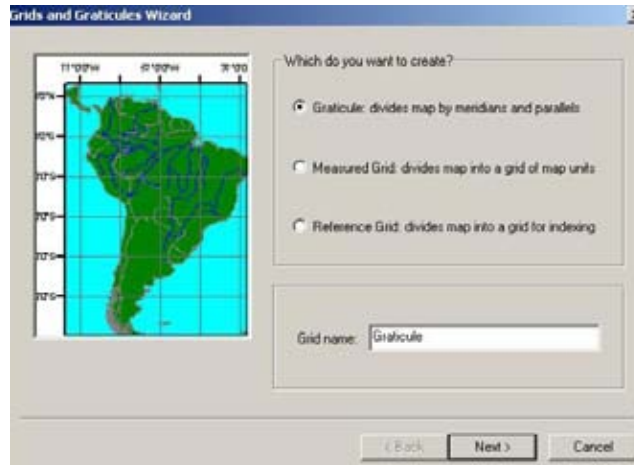 Grids and Graticules Wizard
Which do you want to create?
Graticule: divides map by meridians and parallels
Measured Grid: divides map into a grid of map units
Reference Grid: divides map into a grid for indexing
Grid name: Graticule
< Back Next > Cancel